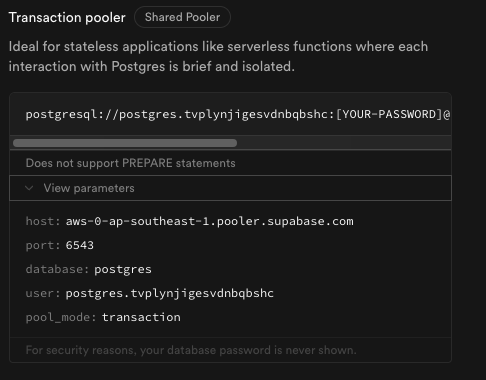 Transaction pooler Shared Pooler
Ideal for stateless applications like serverless functions where each
interaction with Postgres is brief and isolated.
postgresql://postgres.tvplynjigesvdnbqbshc:[YOUR-PASSWORD]@
Does not support PREPARE statements
View parameters
host: aws-0-ap-southeast-1.pooler.supabase.com
port: 6543
database: postgres
user: postgres.tvplynjigesvdnbqbshc
pool_mode: transaction
For security reasons, your database password is never shown.